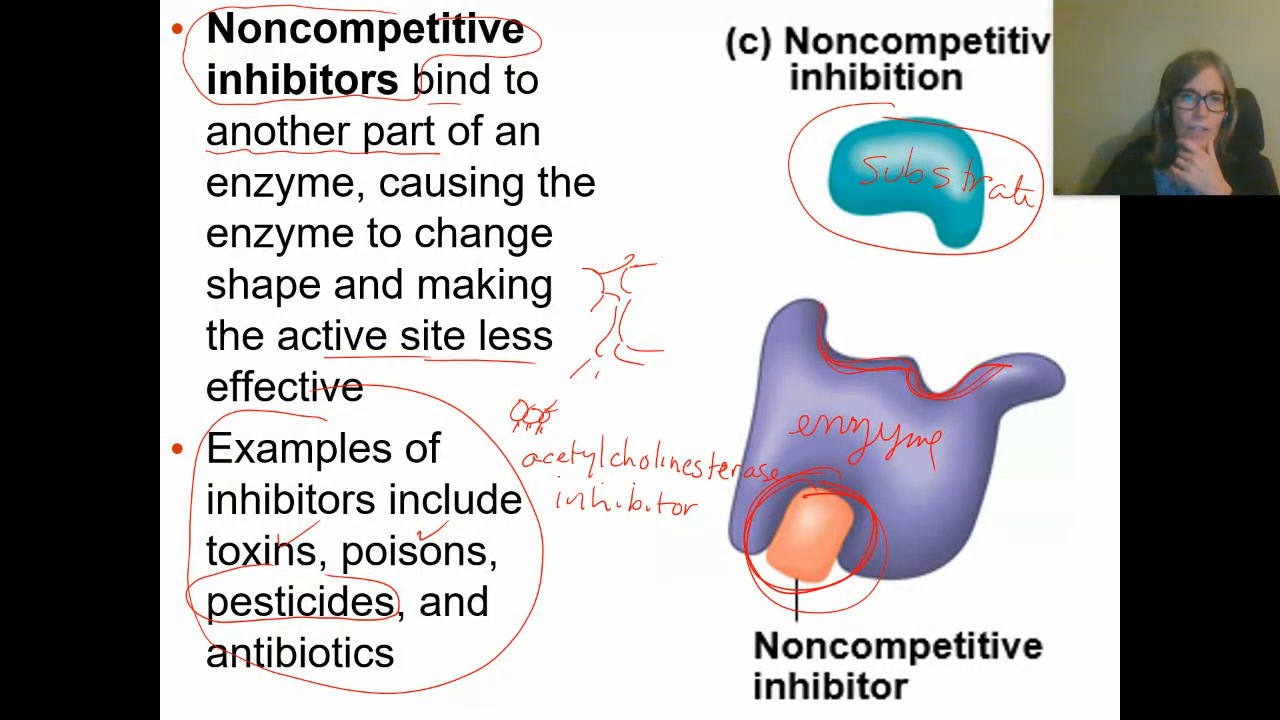 Noncompetitive
inhibitors bind to
another part of an
enzyme, causing the
enzyme to change
shape and making
the active site less
effective
Examples of
inhibitors include
toxins, poisons,
pesticides, and
antibiotics
acetylcholinesterase
inhibitor
(c) Noncompetitiv
inhibition
substrate
enzyme
Noncompetitive
inhibitor